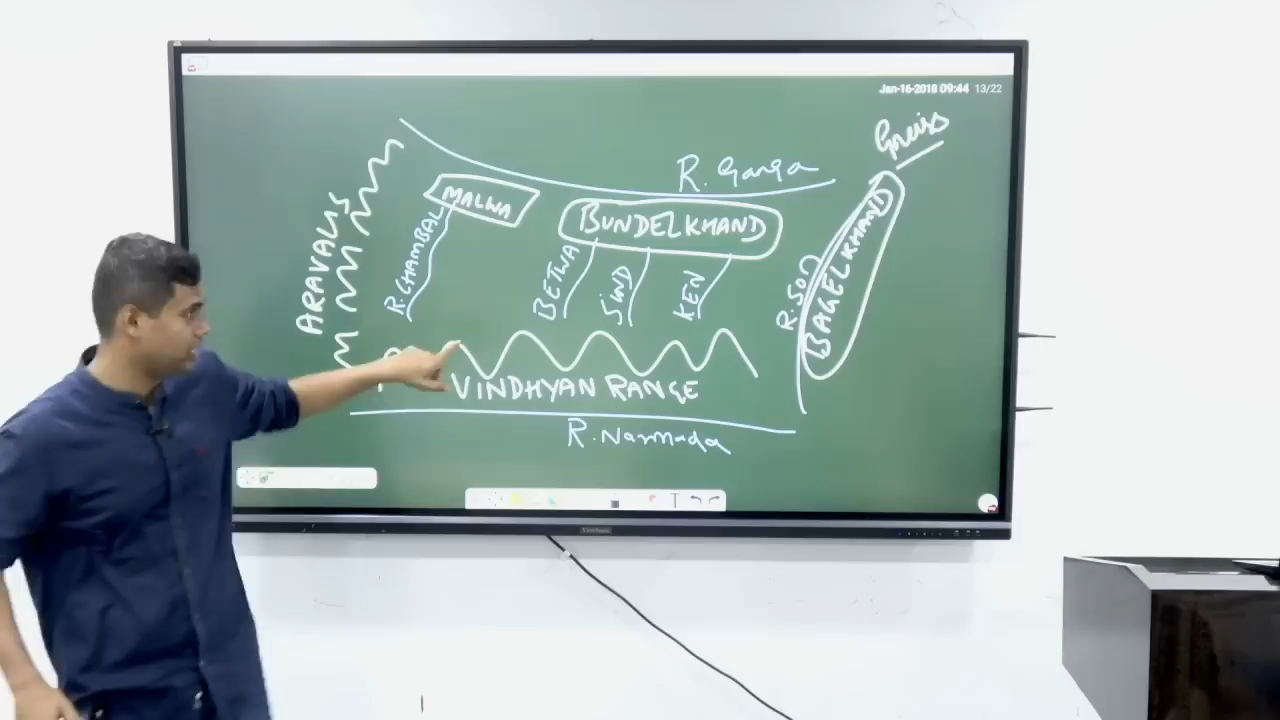 Jan-16-2018 09:44 13/22
Gneiss
R. Ganga
MALWA
BUNDELKHAND
ARAVALIS
R. CHAMBAL
BETWA
SIND
KEN
R. SON
BAGELKHAND
VINDHYAN RANGE
R. Narmada
ViewSonic